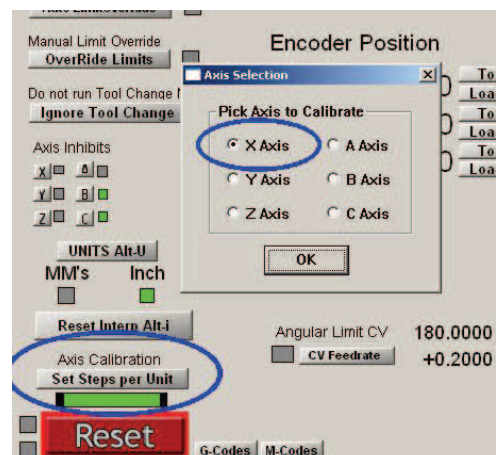 Manual Limit Override
OverRide Limits
Encoder Position
Axis Selection
To
Loa
Do not run Tool Change
Ignore Tool Change
Pick Axis to Calibrate
X Axis
A Axis
Y Axis
B Axis
Z Axis
C Axis
OK
To
Loa
To
Loa
Axis Inhibits
X A
Y B
Z C
UNITS Alt-U
MM's Inch
Reset Interp Alt-i
Axis Calibration
Set Steps per Unit
Angular Limit CV 180.0000
CV Feedrate +0.2000
Reset
G-Codes M-Codes